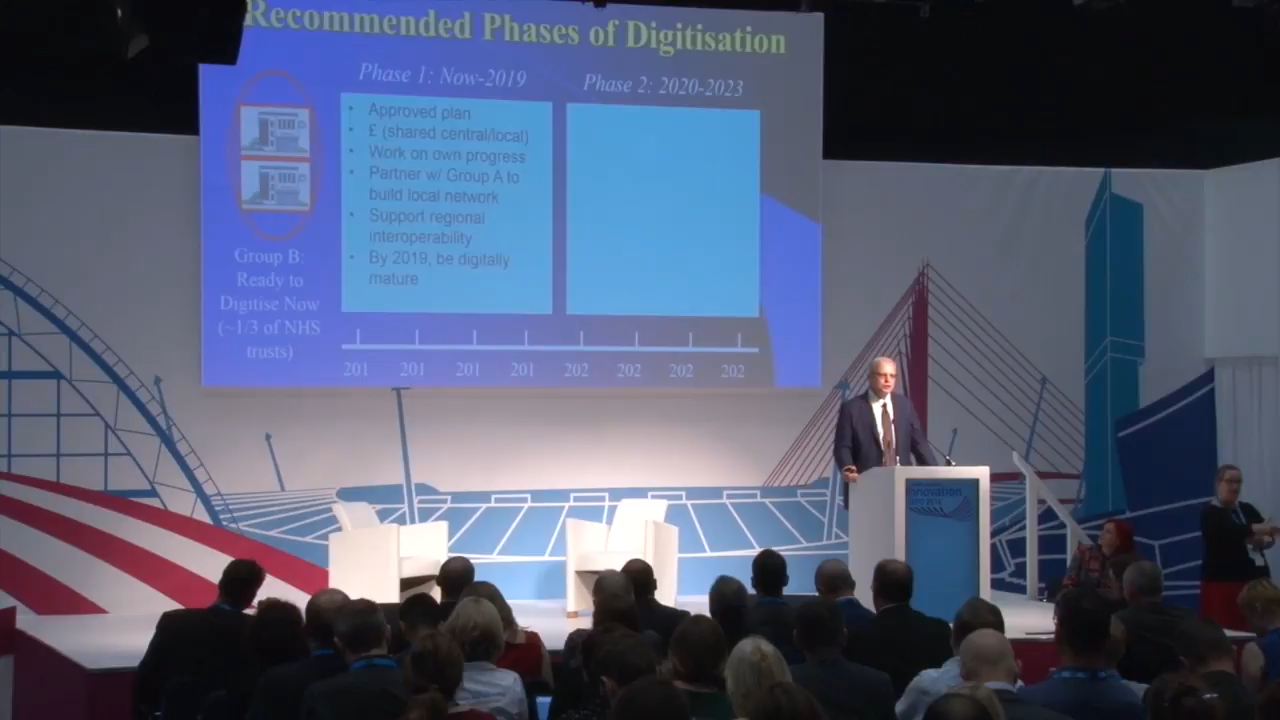 Recommended Phases of Digitisation
Phase 1: Now-2019
Phase 2: 2020-2023
• Approved plan
• £ (shared central/local)
• Work on own progress
• Partner w/ Group A to
build local network
• Support regional
interoperability
• By 2019, be digitally
mature
Group B:
Ready to
Digitise Now
(~1/3 of NHS
trusts)
201 201 201 201 202 202 202 202
innovation